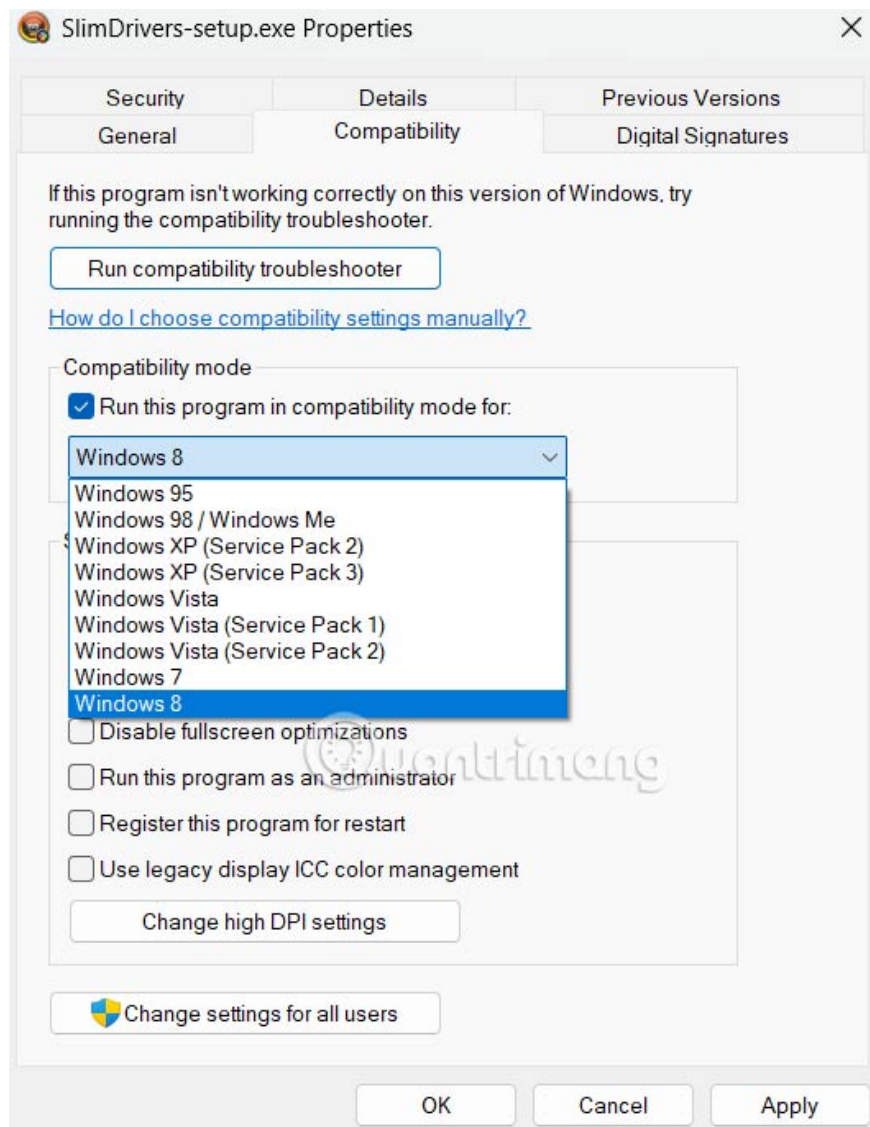 SlimDrivers-setup.exe Properties
Security Details Previous Versions
General Compatibility Digital Signatures
If this program isn't working correctly on this version of Windows, try
running the compatibility troubleshooter.
Run compatibility troubleshooter
How do I choose compatibility settings manually?
Compatibility mode
Run this program in compatibility mode for:
Windows 8
Windows 95
Windows 98 / Windows Me
Windows XP (Service Pack 2)
Windows XP (Service Pack 3)
Windows Vista
Windows Vista (Service Pack 1)
Windows Vista (Service Pack 2)
Windows 7
Windows 8
Disable fullscreen optimizations
Quantrimang
Run this program as an administrator
Register this program for restart
Use legacy display ICC color management
Change high DPI settings
Change settings for all users
OK Cancel Apply